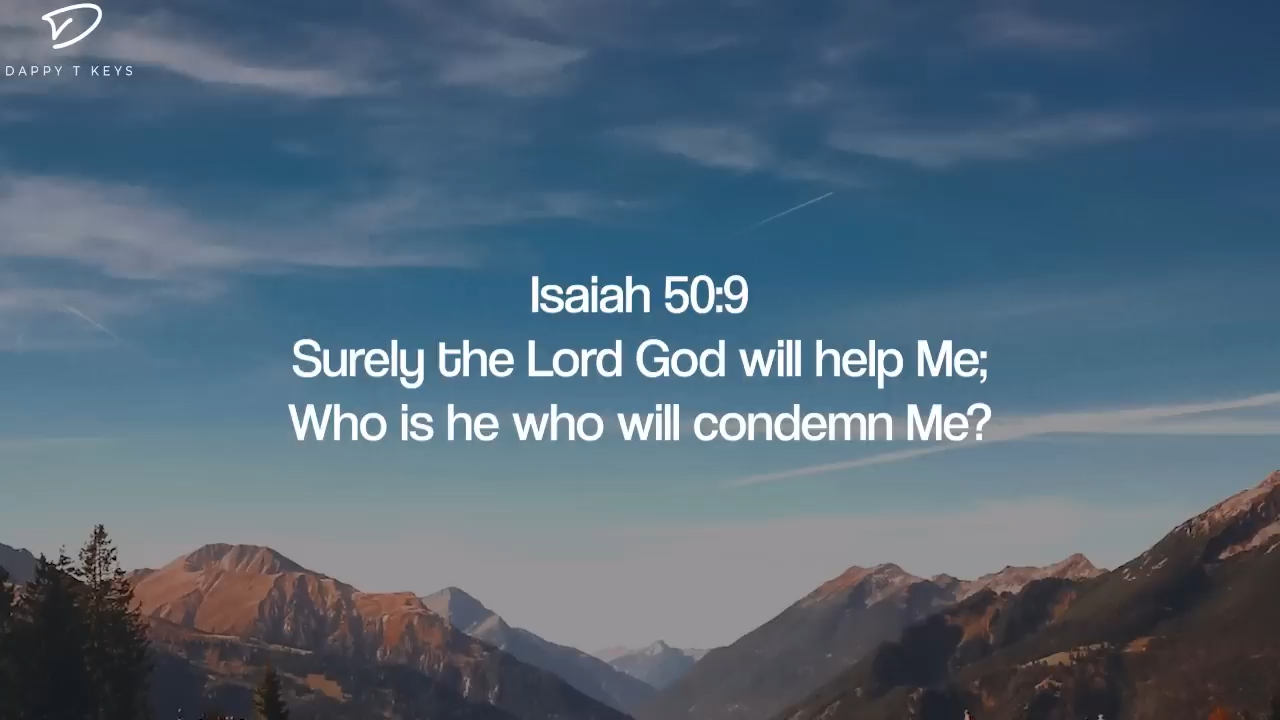 DAPPY T KEYS
Isaiah 50:9
Surely the Lord God will help Me;
Who is he who will condemn Me?